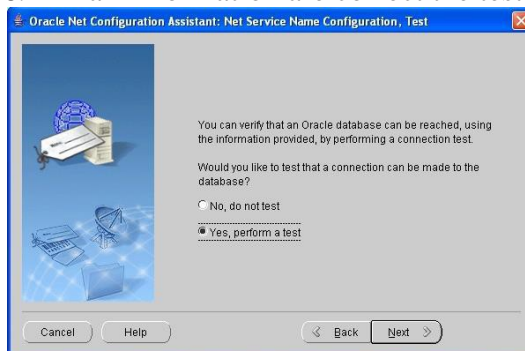 Oracle Net Configuration Assistant: Net Service Name Configuration, Test
You can verify that an Oracle database can be reached, using
the information provided, by performing a connection test.
Would you like to test that a connection can be made to the
database?
No, do not test
Yes, perform a test
Cancel
Help
Back
Next